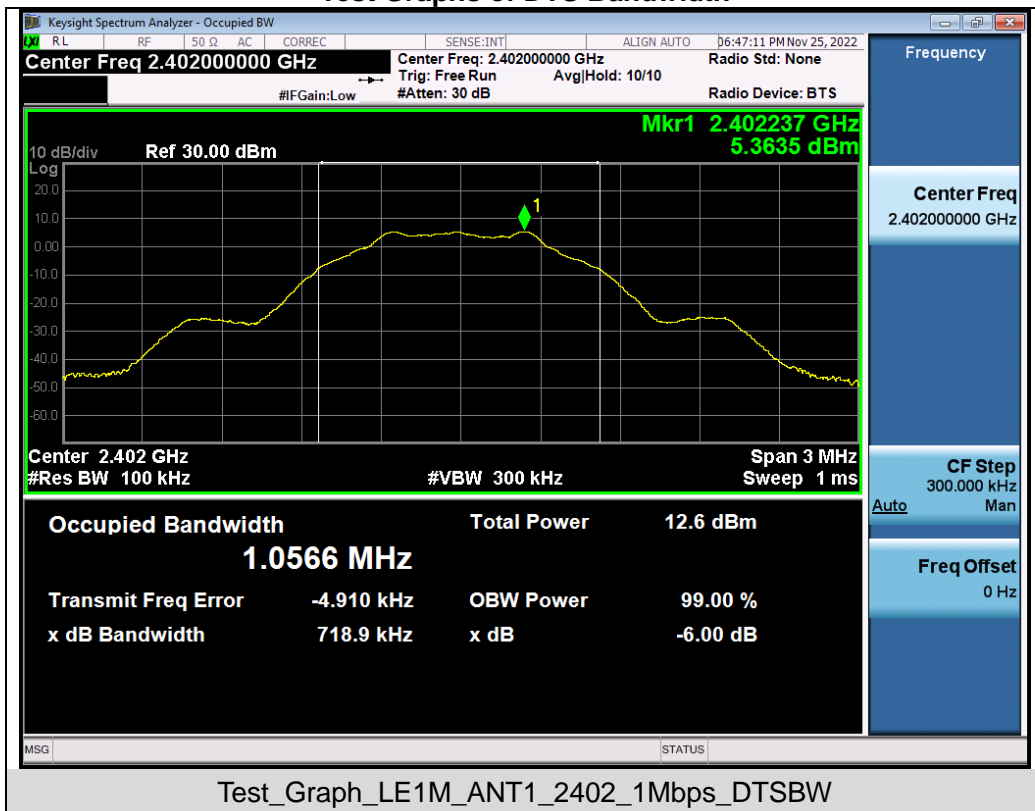 Test Graphs of DTS Bandwidth
Keysight Spectrum Analyzer - Occupied BW
LXI RL RF 50 Ω AC CORREC SENSE:INT ALIGN AUTO 06:47:11 PM Nov 25, 2022
Center Freq 2.402000000 GHz
Center Freq: 2.402000000 GHz
Radio Std: None
Trig: Free Run Avg|Hold: 10/10
#IFGain:Low #Atten: 30 dB Radio Device: BTS
Frequency
Mkr1 2.402237 GHz
5.3635 dBm
10 dB/div Ref 30.00 dBm
Log
20.0
10.0
0.00
-10.0
-20.0
-30.0
-40.0
-50.0
-60.0
1
Center 2.402 GHz Span 3 MHz
#Res BW 100 kHz #VBW 300 kHz Sweep 1 ms
Center Freq
2.402000000 GHz
CF Step
300.000 kHz
Auto Man
Freq Offset
0 Hz
Occupied Bandwidth Total Power 12.6 dBm
1.0566 MHz
Transmit Freq Error -4.910 kHz OBW Power 99.00 %
x dB Bandwidth 718.9 kHz x dB -6.00 dB
MSG STATUS
Test_Graph_LE1M_ANT1_2402_1Mbps_DTSBW